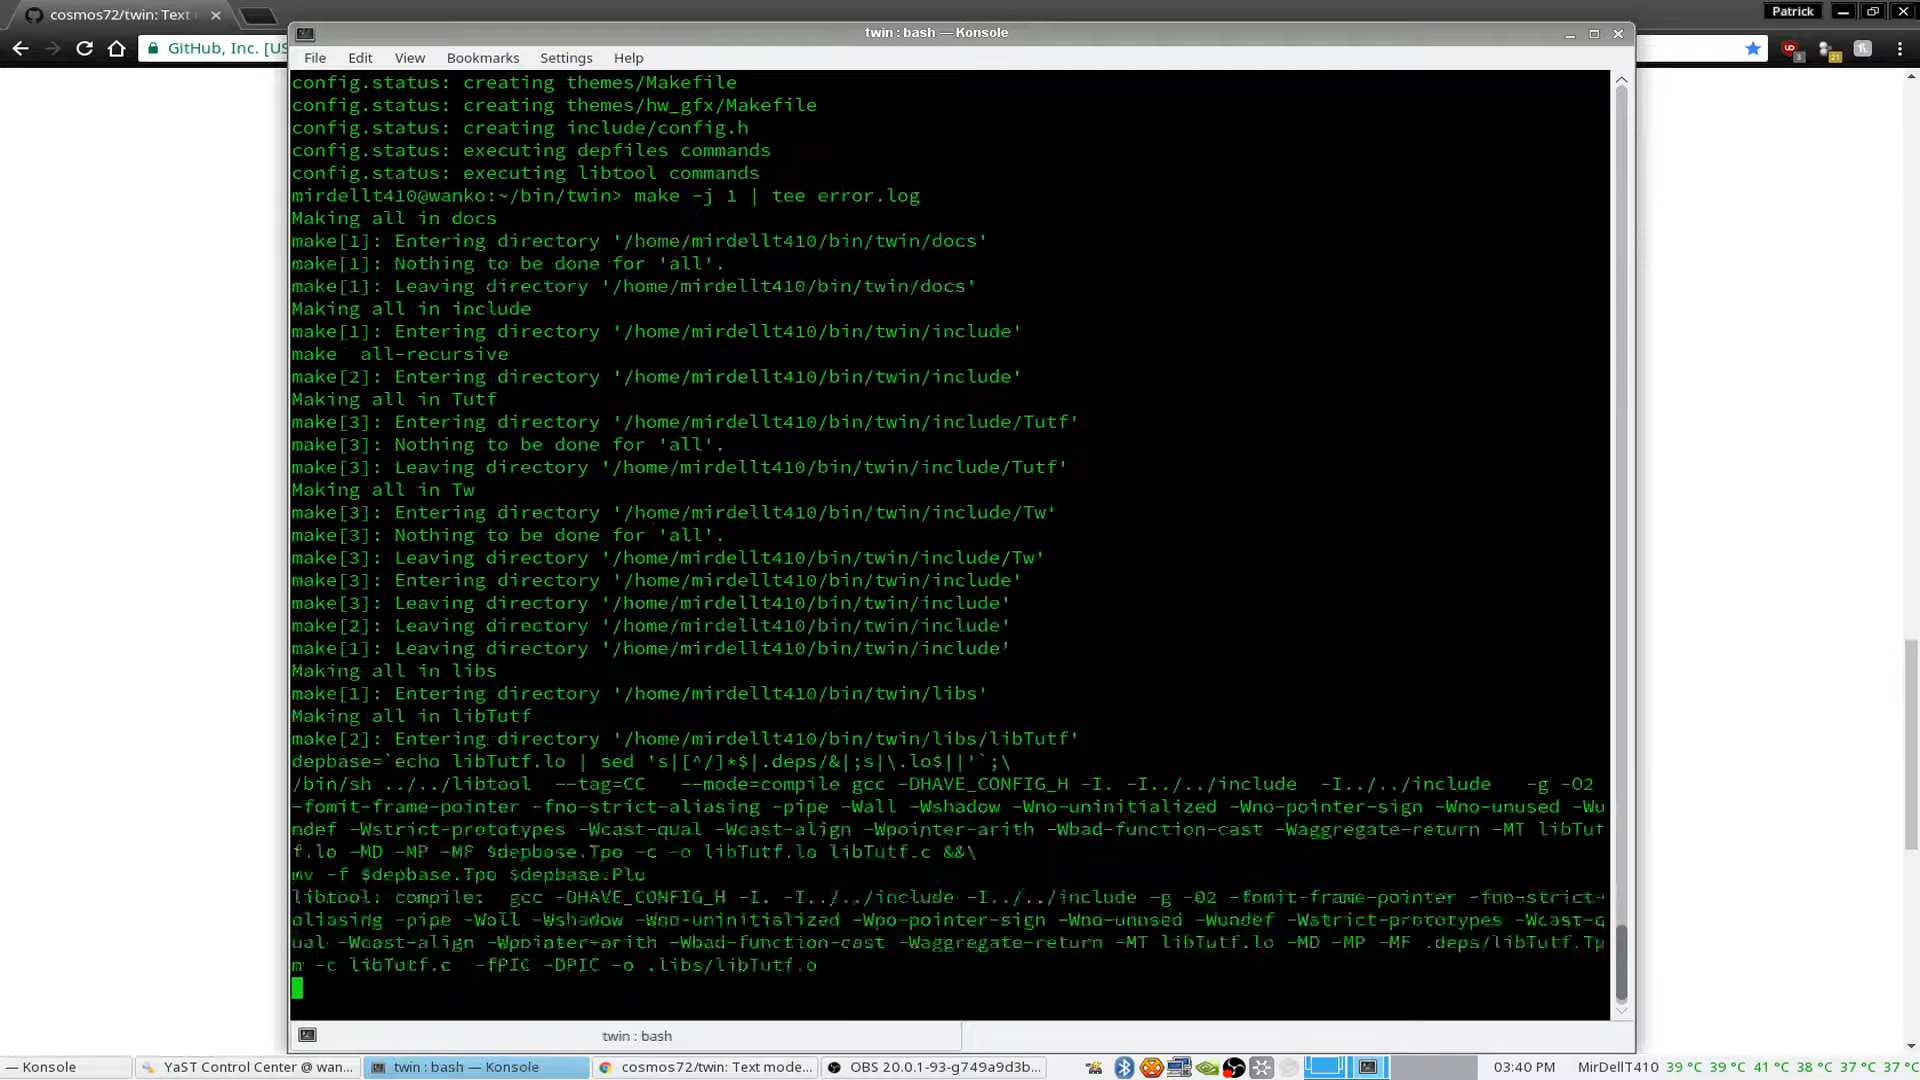 cosmos72/twin: Text
Patrick
GitHub, Inc. [US
twin : bash — Konsole
File Edit View Bookmarks Settings Help
config.status: creating themes/Makefile
config.status: creating themes/hw_gfx/Makefile
config.status: creating include/config.h
config.status: executing depfiles commands
config.status: executing libtool commands
mirdellt410@wanko:~/bin/twin> make -j 1 | tee error.log
Making all in docs
make[1]: Entering directory '/home/mirdellt410/bin/twin/docs'
make[1]: Nothing to be done for 'all'.
make[1]: Leaving directory '/home/mirdellt410/bin/twin/docs'
Making all in include
make[1]: Entering directory '/home/mirdellt410/bin/twin/include'
make  all-recursive
make[2]: Entering directory '/home/mirdellt410/bin/twin/include'
Making all in Tutf
make[3]: Entering directory '/home/mirdellt410/bin/twin/include/Tutf'
make[3]: Nothing to be done for 'all'.
make[3]: Leaving directory '/home/mirdellt410/bin/twin/include/Tutf'
Making all in Tw
make[3]: Entering directory '/home/mirdellt410/bin/twin/include/Tw'
make[3]: Nothing to be done for 'all'.
make[3]: Leaving directory '/home/mirdellt410/bin/twin/include/Tw'
make[3]: Entering directory '/home/mirdellt410/bin/twin/include'
make[3]: Leaving directory '/home/mirdellt410/bin/twin/include'
make[2]: Leaving directory '/home/mirdellt410/bin/twin/include'
make[1]: Leaving directory '/home/mirdellt410/bin/twin/include'
Making all in libs
make[1]: Entering directory '/home/mirdellt410/bin/twin/libs'
Making all in libTutf
make[2]: Entering directory '/home/mirdellt410/bin/twin/libs/libTutf'
depbase=`echo libTutf.lo | sed 's|[^/]*$|.deps/&|;s|\.lo$||'`;\
/bin/sh ../../libtool  --tag=CC   --mode=compile gcc -DHAVE_CONFIG_H -I. -I../../include  -I../../include   -g -O2
-fomit-frame-pointer -fno-strict-aliasing -pipe -Wall -Wshadow -Wno-uninitialized -Wno-pointer-sign -Wno-unused -Wu
ndef -Wstrict-prototypes -Wcast-qual -Wcast-align -Wpointer-arith -Wbad-function-cast -Waggregate-return -MT libTut
f.lo -MD -MP -MF $depbase.Tpo -c -o libTutf.lo libTutf.c &&\
mv -f $depbase.Tpo $depbase.Plo
libtool: compile:  gcc -DHAVE_CONFIG_H -I. -I../../include -I../../include -g -O2 -fomit-frame-pointer -fno-strict-
aliasing -pipe -Wall -Wshadow -Wno-uninitialized -Wno-pointer-sign -Wno-unused -Wundef -Wstrict-prototypes -Wcast-q
ual -Wcast-align -Wpointer-arith -Wbad-function-cast -Waggregate-return -MT libTutf.lo -MD -MP -MF .deps/libTutf.Tp
o -c libTutf.c  -fPIC -DPIC -o .libs/libTutf.o
twin : bash
— Konsole
YaST Control Center @ wan...
twin : bash — Konsole
cosmos72/twin: Text mode...
OBS 20.0.1-93-g749a9d3b...
03:40 PM
MirDellT410 39 °C 39 °C 41 °C 38 °C 37 °C 37 °C